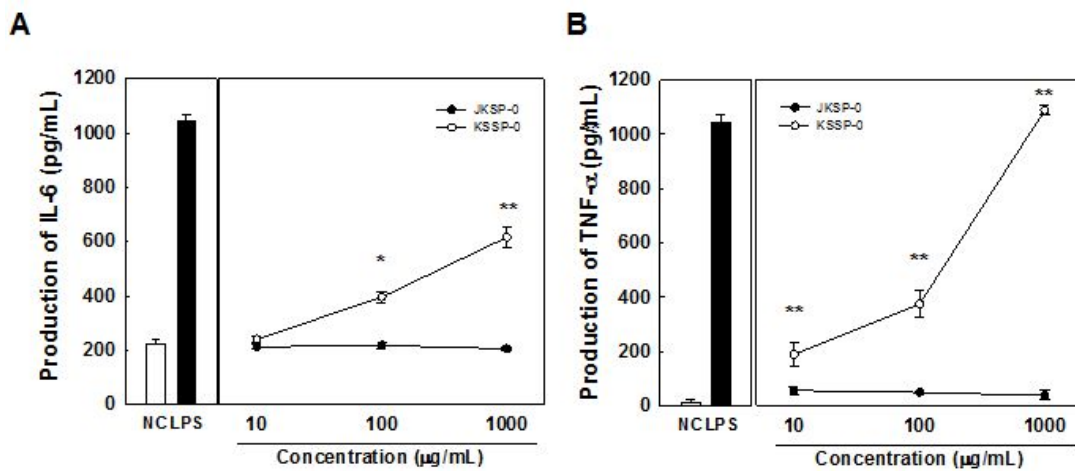 A
Production of IL-6 (pg/mL)
1200
1000
800
600
400
200
0
JKSP-0
KSSP-0
*
**
NC LPS
10 100 1000
Concentration (μg/mL)
B
Production of TNF-α (pg/mL)
1200
1000
800
600
400
200
0
JKSP-0
KSSP-0
**
**
**
NC LPS
10 100 1000
Concentration (μg/mL)